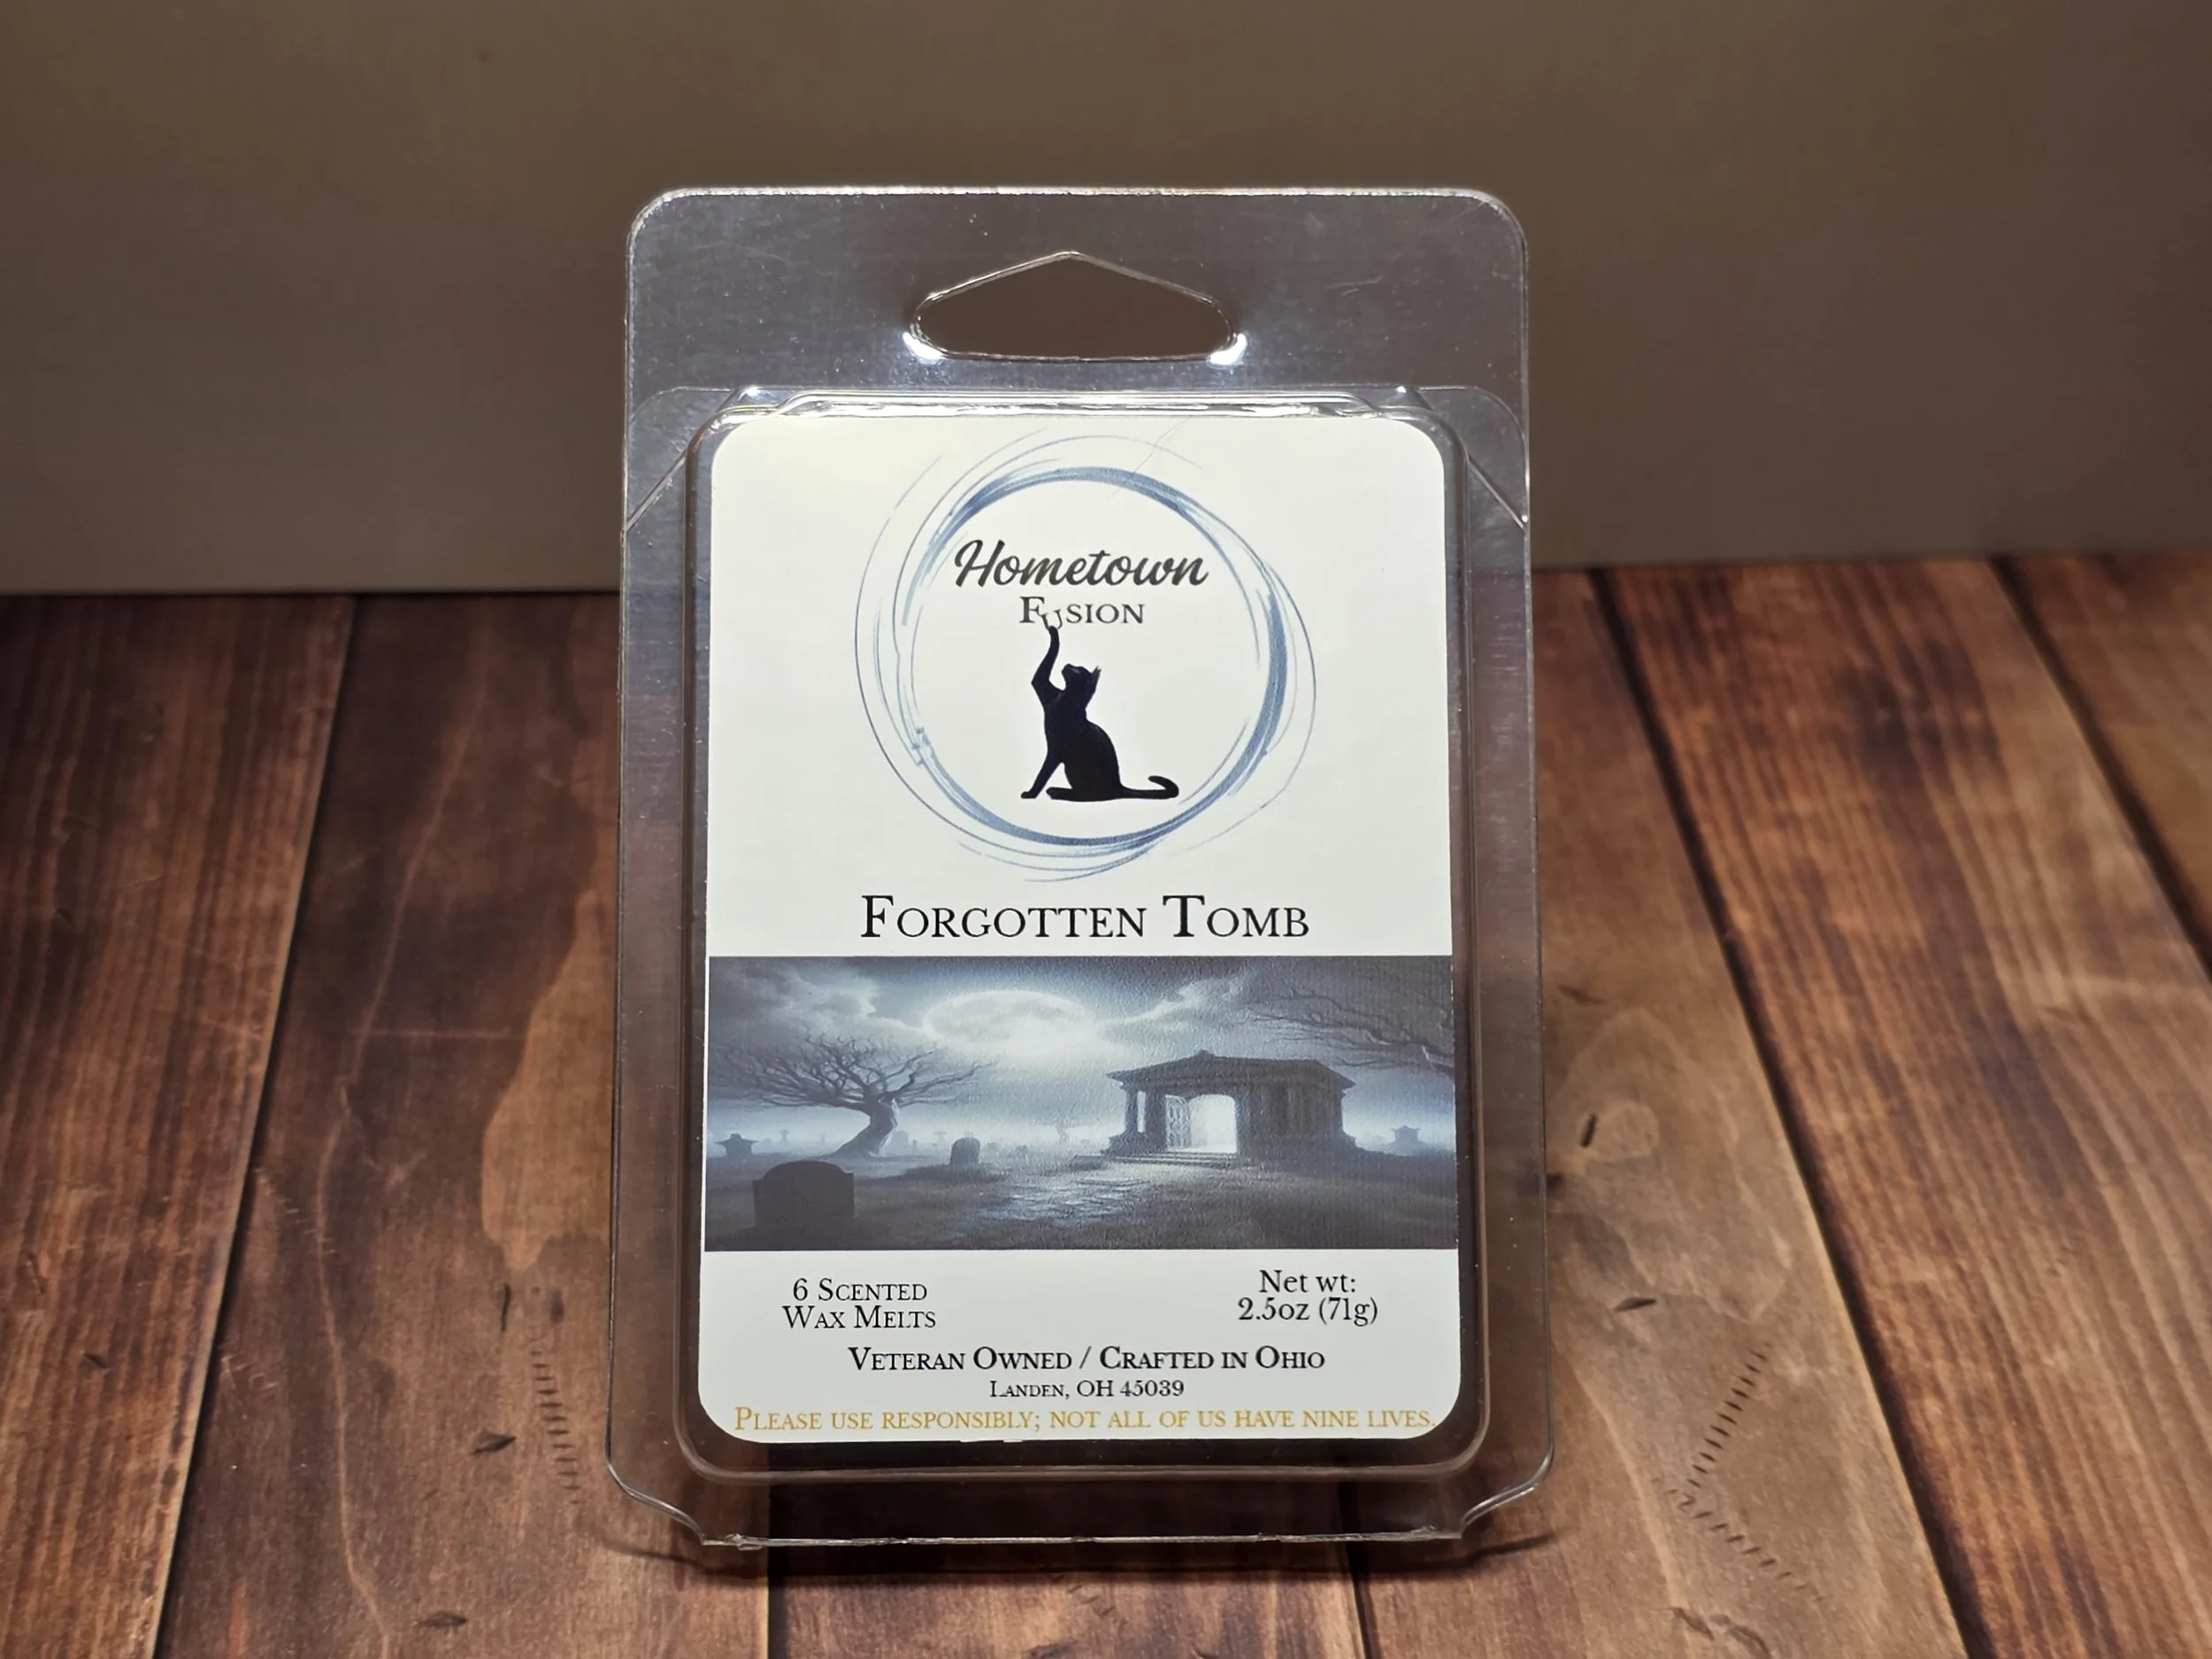 Hometown
Fusion
Forgotten Tomb
6 Scented
Wax Melts
Net wt:
2.5oz (71g)
Veteran Owned / Crafted in Ohio
Landen, OH 45039
Please use responsibly; not all of us have nine lives.